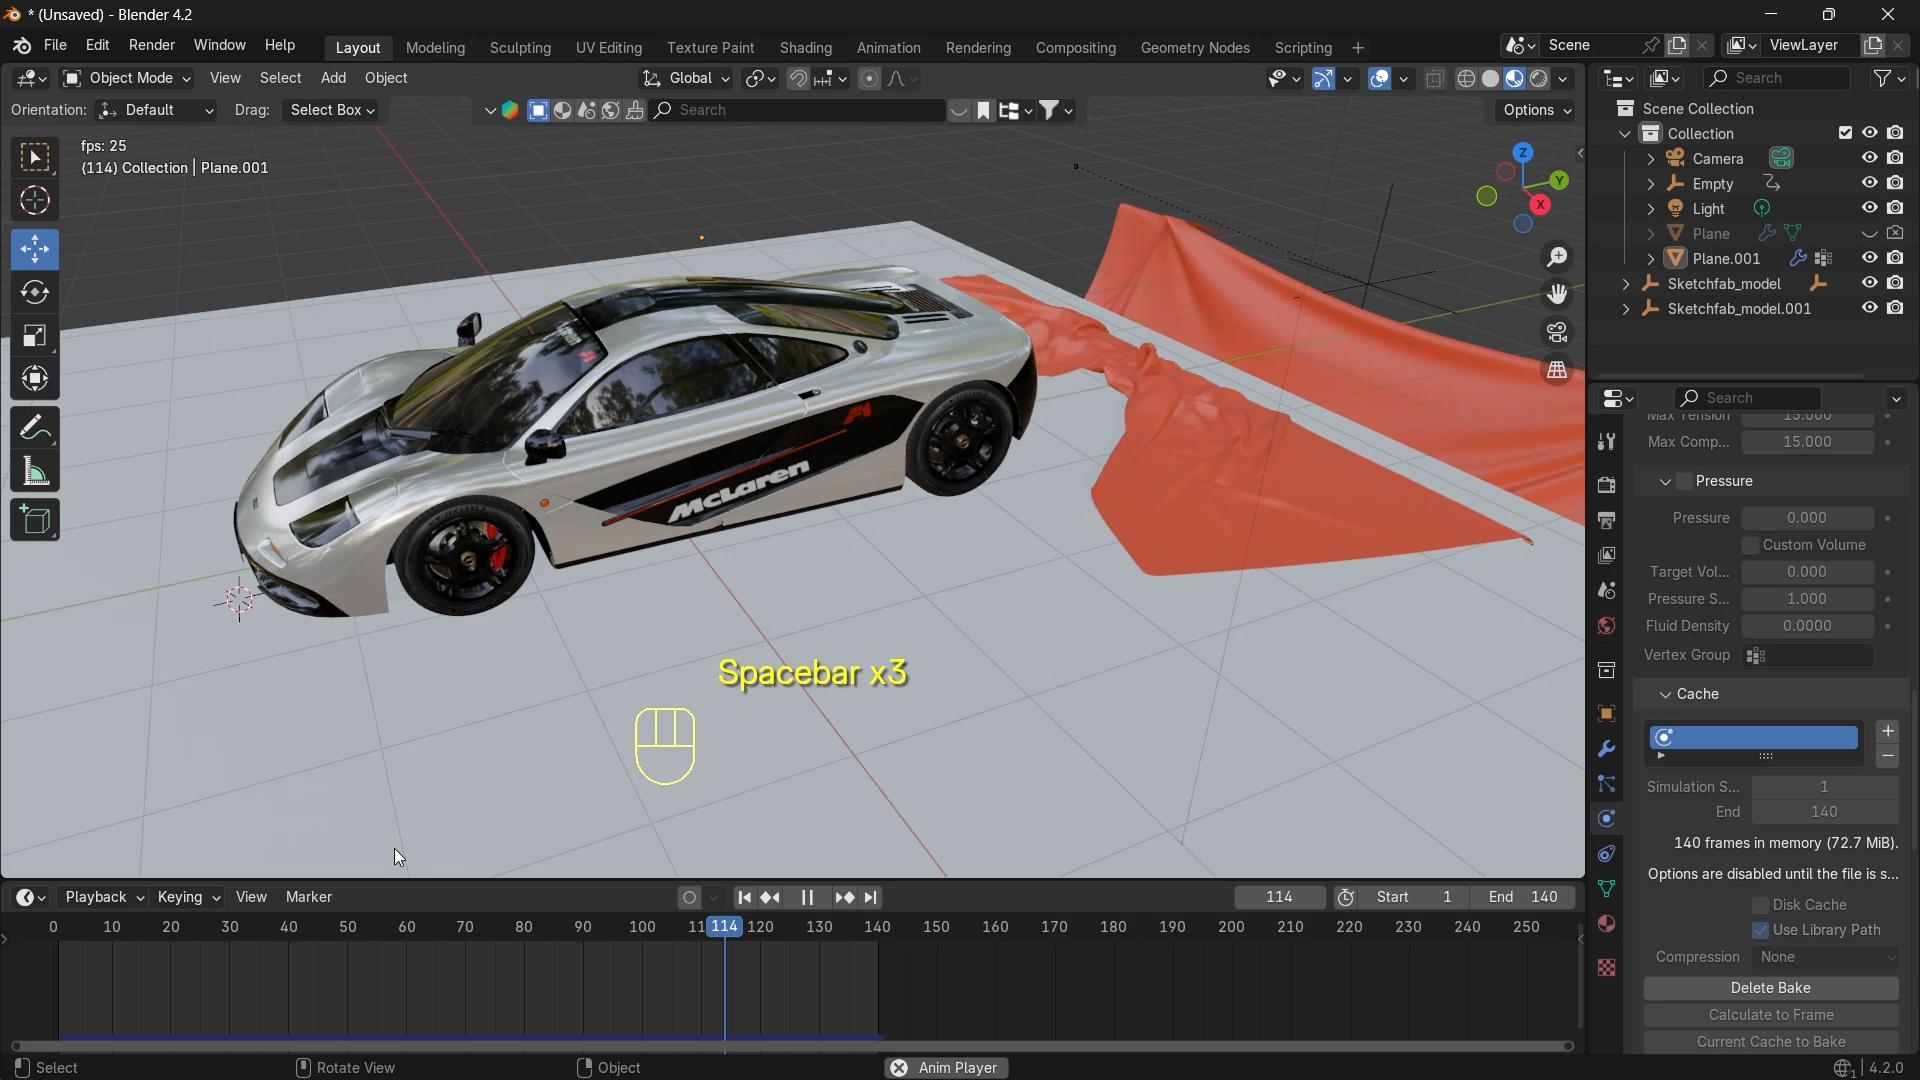 * (Unsaved) - Blender 4.2
File Edit Render Window Help
Layout Modeling Sculpting UV Editing Texture Paint Shading Animation Rendering Compositing Geometry Nodes Scripting +
Scene
ViewLayer
Object Mode View Select Add Object
Global
Search
Orientation: Default Drag: Select Box
Search
Options
fps: 25
(114) Collection | Plane.001
Z
Y
X
Scene Collection
Collection
Camera
Empty
Light
Plane
Plane.001
Sketchfab_model
Sketchfab_model.001
Search
Max Tension 15.000
Max Comp... 15.000
Pressure
Pressure 0.000
Custom Volume
Target Vol... 0.000
Pressure S... 1.000
Fluid Density 0.0000
Vertex Group
Cache
Simulation S... 1
End 140
140 frames in memory (72.7 MiB).
Options are disabled until the file is s...
Disk Cache
Use Library Path
Compression None
Delete Bake
Calculate to Frame
Current Cache to Bake
McLaren
Spacebar x3
Playback Keying View Marker
114 Start 1 End 140
0 10 20 30 40 50 60 70 80 90 100 11 114 120 130 140 150 160 170 180 190 200 210 220 230 240 250
Select Rotate View Object Anim Player
4.2.0